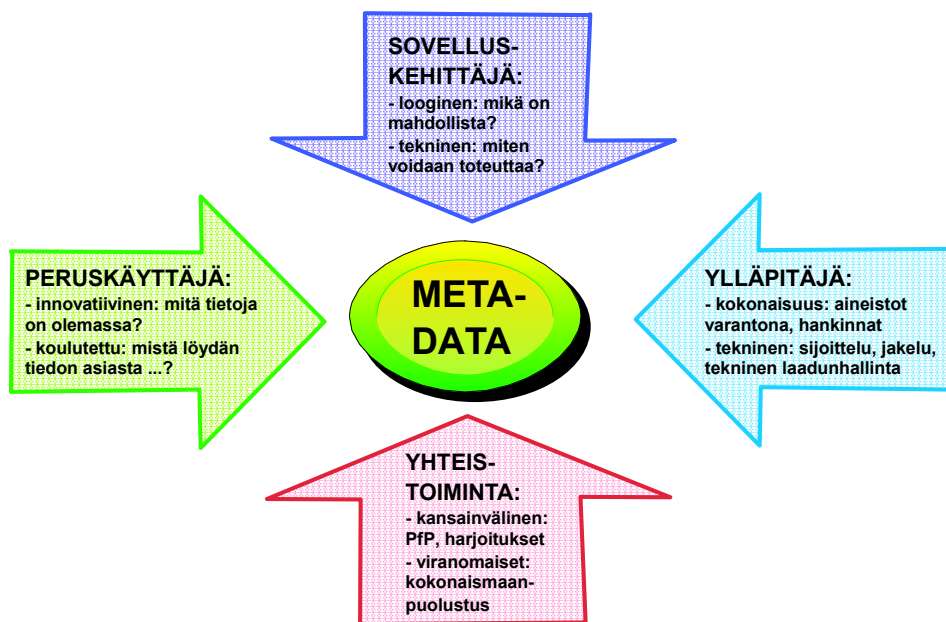 SOVELLUS-
KEHITTÄJÄ:
- looginen: mikä on
mahdollista?
- tekninen: miten
voidaan toteuttaa?
PERUSKÄYTTÄJÄ:
- innovatiivinen: mitä tietoja
on olemassa?
- koulutettu: mistä löydän
tiedon asiasta ...?
META-
DATA
YLLÄPITÄJÄ:
- kokonaisuus: aineistot
varantona, hankinnat
- tekninen: sijoittelu, jakelu,
tekninen laadunhallinta
YHTEIS-
TOIMINTA:
- kansainvälinen:
PfP, harjoitukset
- viranomaiset:
kokonaismaan-
puolustus